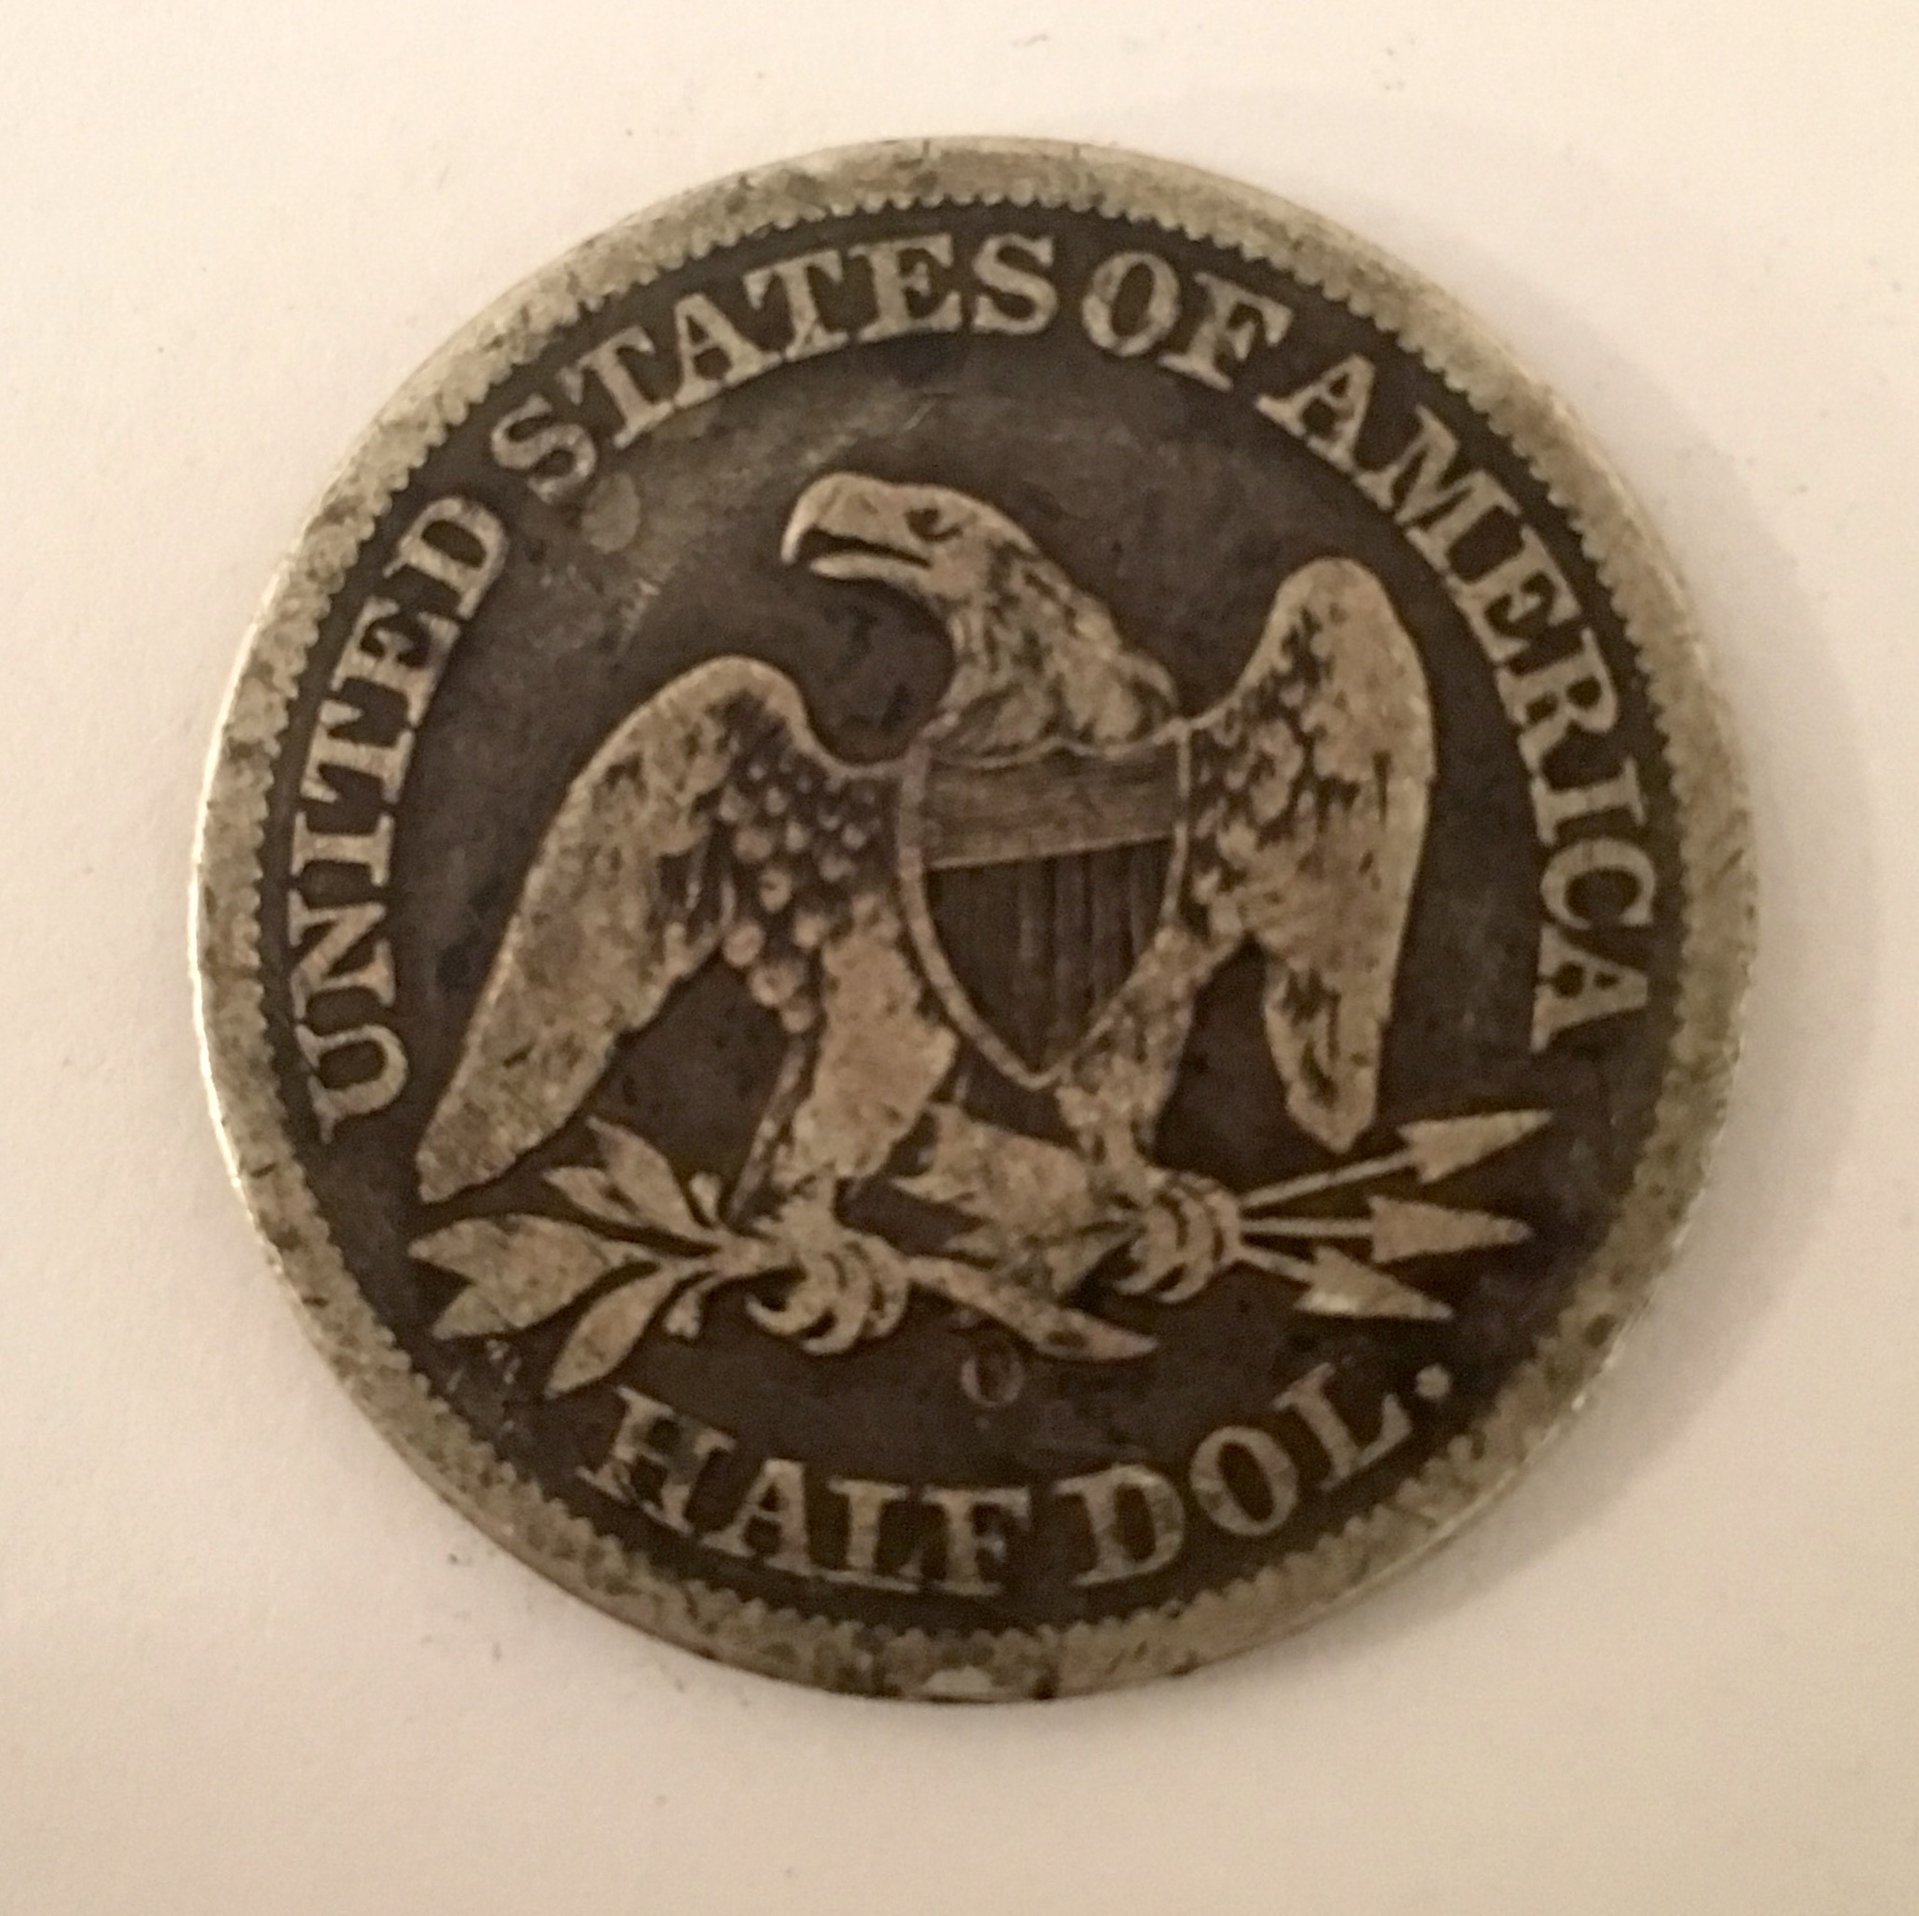 UNITED STATES OF AMERICA
O
HALF DOL.